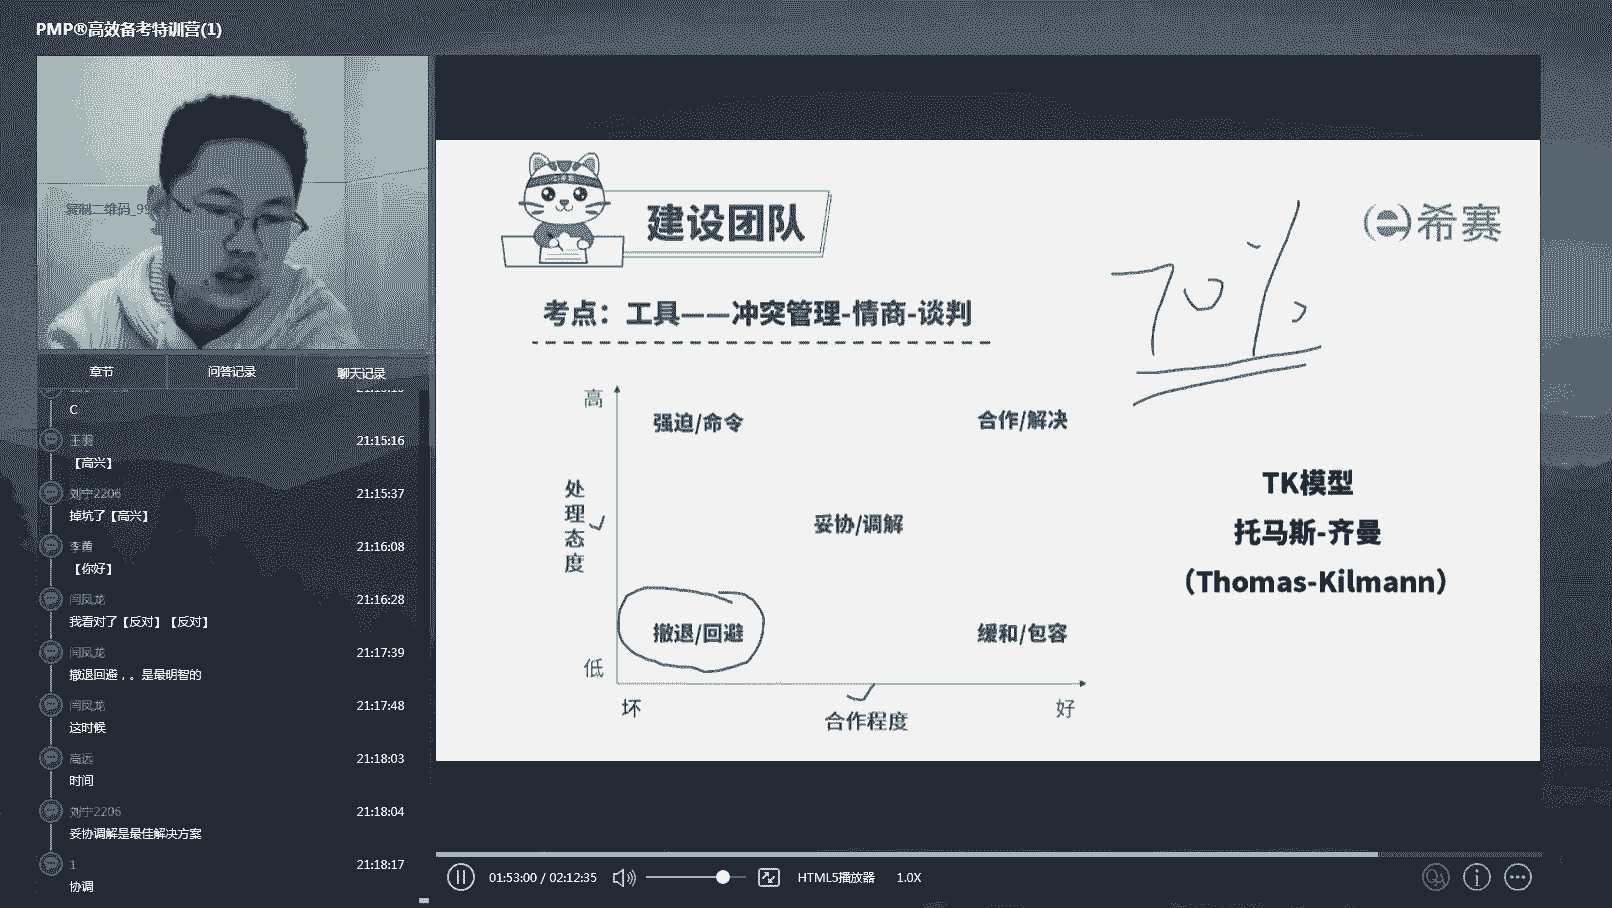 PMP®高效备考特训营(1)
复制二维码_99
章节
问答记录
聊天记录
C
21:15:16
【高兴】
刘宁2206
21:15:37
掉坑了【高兴】
李黄
21:16:08
【你好】
闫凤龙
21:16:28
我看对了【反对】【反对】
闫凤龙
21:17:39
撤退回避，。是最明智的
闫凤龙
21:17:48
这时候
高远
21:18:03
时间
刘宁2206
21:18:04
妥协调解是最佳解决方案
1
21:18:17
协调
建设团队
希赛
70%
考点：工具——冲突管理-情商-谈判
高
强迫/命令
合作/解决
处理态度
妥协/调解
撤退/回避
缓和/包容
低
坏
合作程度
好
TK模型
托马斯-齐曼
（Thomas-Kilmann）
01:53:00 / 02:12:35
HTML5播放器
1.0X